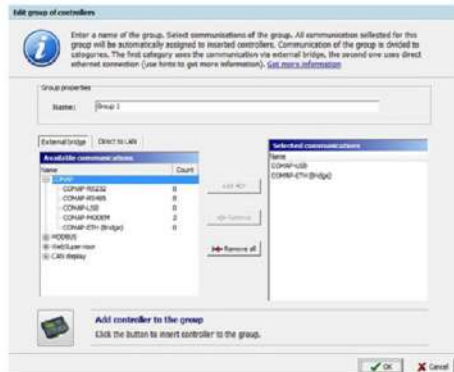 Edit group of controllers
Enter a name of the group. Select communications of the group. All communication sellected for this
group will be automatically assigned to inserted controllers. Communication of the group is divided to
categories. The first category uses the communication via external bridge, the second one uses direct
ethernet connection (use hints to get more information). Get more information
Group properties
Name: Group 1
External bridge Direct to LAN
Available communications
Name Count
COMAP
COMAP-RS232 0
COMAP-RS485 0
COMAP-USB 0
COMAP-MODEM 2
COMAP-ETH (Bridge) 0
MODBUS
WebSupervisor
CAN display
Add
Remove
Remove all
Selected communications
Name
COMAP-USB
COMAP-ETH (Bridge)
Add controller to the group
Click the button to insert controller to the group.
OK Cancel